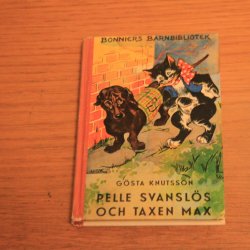 BONNIERS BARNBIBLIOTEK
GÖSTA KNUTSSON
PELLE SVANSLÖS
OCH TAXEN MAX